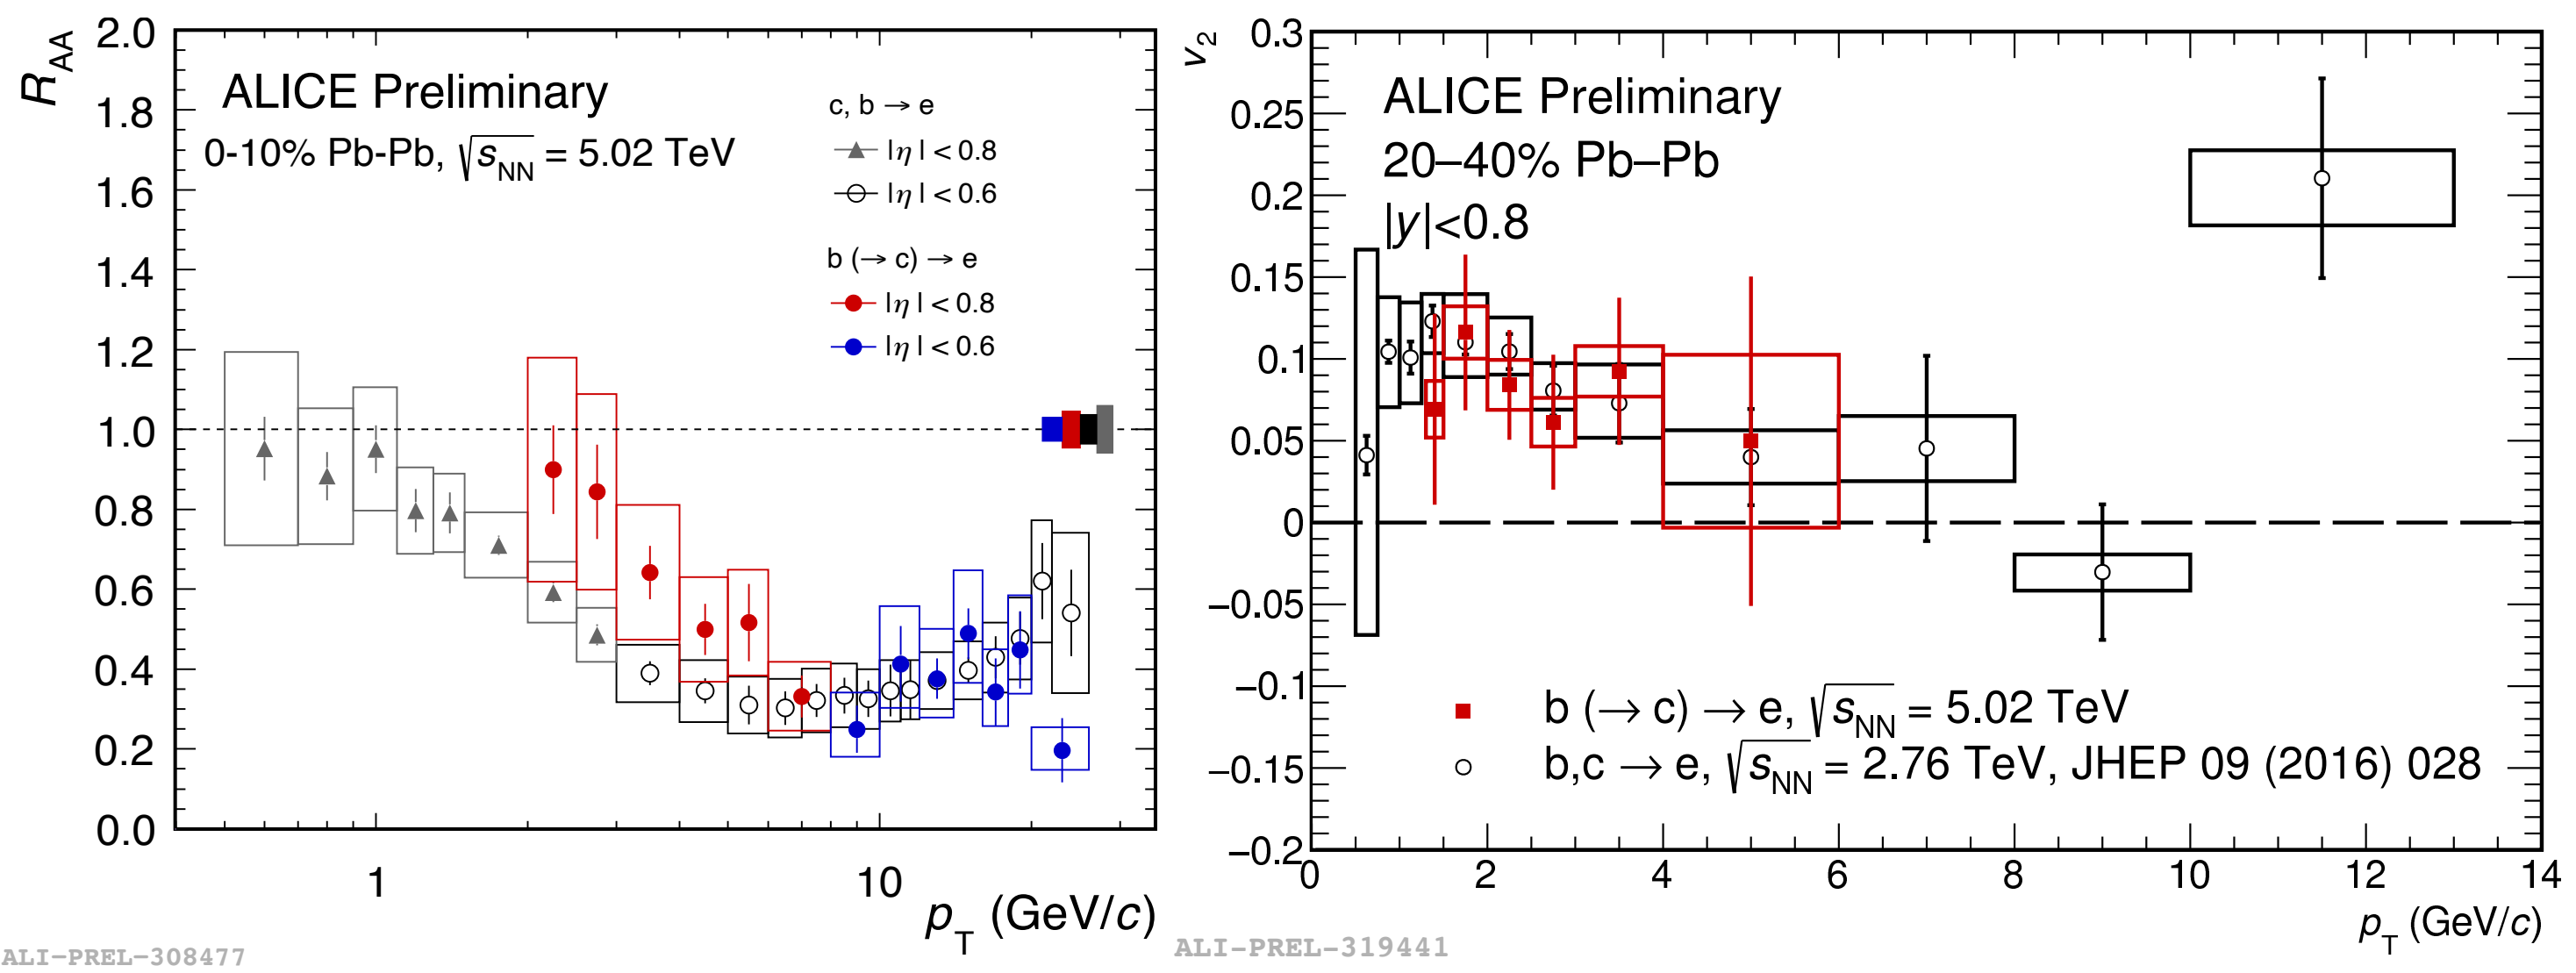 R_AA
2.0
1.8
1.6
1.4
1.2
1.0
0.8
0.6
0.4
0.2
0.0
ALICE Preliminary
0-10% Pb-Pb, √s_NN = 5.02 TeV
c, b → e
|η| < 0.8
|η| < 0.6
b (→ c) → e
|η| < 0.8
|η| < 0.6
1 10
p_T (GeV/c)
ALI-PREL-308477
v_2
0.3
0.25
0.2
0.15
0.1
0.05
0
−0.05
−0.1
−0.15
−0.2
ALICE Preliminary
20–40% Pb–Pb
|y|<0.8
b (→ c) → e, √s_NN = 5.02 TeV
b,c → e, √s_NN = 2.76 TeV, JHEP 09 (2016) 028
0 2 4 6 8 10 12 14
p_T (GeV/c)
ALI-PREL-319441